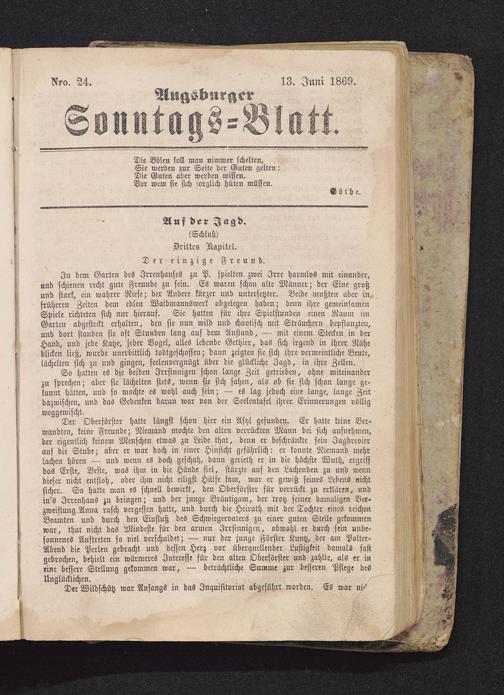 Nro. 24.
13. Juni 1869.
Augsburger
Sonntags=Blatt.
Die Bösen soll man nimmer schelten,
Sie werden zur Seite der Guten gelten:
Die Guten aber werden wissen,
Vor wem sie sich sorglich hüten müssen.
Göthe.
Auf der Jagd.
(Schluß)
Drittes Kapitel.
Der einzige Freund.
In dem Garten des Irrenhauses zu P. spielten zwei Irre harmlos mit einander,
und schienen recht gute Freunde zu sein. Es waren schon alte Männer; der Eine groß
und stark, ein wahrer Riese; der Andere kürzer und untersetzter. Beide mußten aber in
früheren Zeiten dem edlen Waidmannswerk obgelegen haben; denn ihr gemeinsames
Spiele richteten sich nur hierauf. Sie hatten für ihre Spielstunden einen Raum im
Garten abgesteckt erhalten, den sie nun wild und chaotisch mit Sträuchern bepflanzten,
und dort standen sie oft Stunden lang auf dem Anstand, — mit einem Stecken in der
Hand, und jede Katze, jeder Vogel, alles lebende Gethier, das sich irgend in ihrer Nähe
blicken ließ, wurde unerbittlich todtgeschossen; dann zeigten sie sich ihre vermeintliche Beute,
lächelten sich zu und gingen, seelenvergnügt über die glückliche Jagd, in ihre Zellen.
So hatten es die beiden Irrsinnigen schon lange Zeit getrieben, ohne miteinander
zu sprechen; aber sie lächelten stets, wenn sie sich sahen, als ob sie sich schon lange ge=
kannt hätten, und so mochte es wohl auch sein; — es lag jedoch eine lange, lange Zeit
dazwischen, und das Gedenken daran war von der Seelentafel ihrer Erinnerungen völlig
weggewischt.
Der Oberförster hatte längst schon hier ein Asyl gefunden. Er hatte keine Ver=
wandten, keine Freunde; Niemand mochte den alten verrückten Mann bei sich aufnehmen,
der eigentlich keinem Menschen etwas zu Leide that, denn er beschränkte sein Jagdrevier
auf die Stube; aber er war doch in einer Hinsicht gefährlich: er konnte Niemand mehr
lachen hören — und wenn es doch geschah, dann gerieth er in die höchste Wuth, ergriff
das Erste, Beste, was ihm in die Hände fiel, stürzte auf den Lachenden zu und wenn
dieser nicht entfloh, oder ihm nicht eiligst Hülfe kam, war er gewiß seines Lebens nicht
sicher. So hatte man es schnell bewirkt, den Oberförster für verrückt zu erklären, und
in's Irrenhaus zu bringen; und der junge Bräutigam, der trotz seiner damaligen Ver=
zweiflung Anna rasch vergessen hatte, und durch die Heirath mit der Tochter eines reichen
Beamten und durch den Einfluß des Schwiegervaters zu einer guten Stelle gekommen
war, that nicht das Mindeste für den armen Irrsinnigen, obwohl er durch sein unbe=
sonnenes Auftreten so viel verschuldet; — nur der junge Förster Kuntz, der am Polter=
Abend die Perlen gebracht und dessen Herz vor überquellender Lustigkeit damals fast
gebrochen, behielt ein wärmeres Interesse für den alten Oberförster und zahlte, als er in
eine bessere Stellung gekommen war, — beträchtliche Summe zur besseren Pflege des
Unglücklichen.
Der Wildschütz war Anfangs in das Inquisitoriat abgeführt worden. Es war